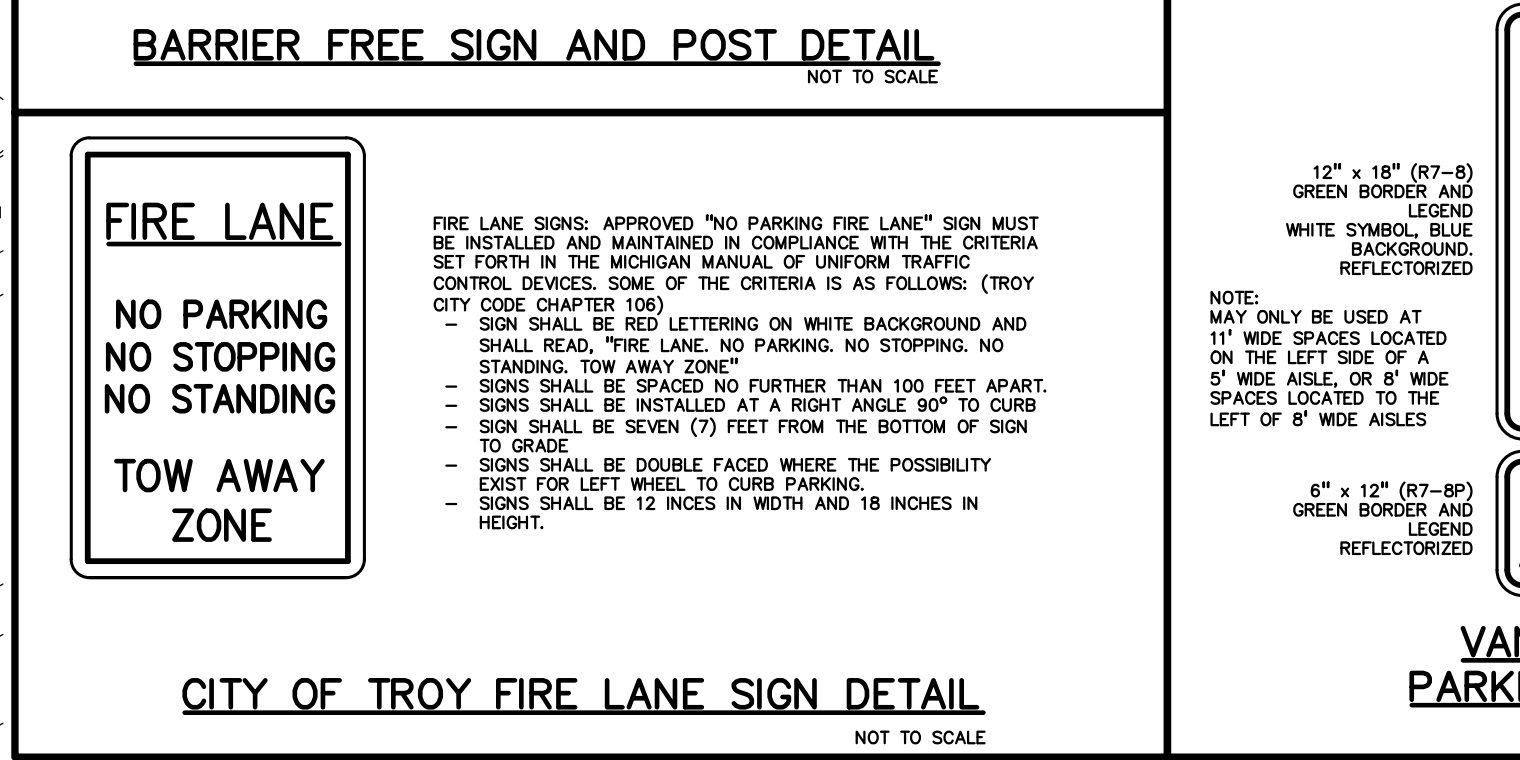 BARRIER FREE SIGN AND POST DETAIL
NOT TO SCALE
FIRE LANE
NO PARKING
NO STOPPING
NO STANDING
TOW AWAY
ZONE
FIRE LANE SIGNS: APPROVED "NO PARKING FIRE LANE" SIGN MUST
BE INSTALLED AND MAINTAINED IN COMPLIANCE WITH THE CRITERIA
SET FORTH IN THE MICHIGAN MANUAL OF UNIFORM TRAFFIC
CONTROL DEVICES. SOME OF THE CRITERIA IS AS FOLLOWS: (TROY
CITY CODE CHAPTER 106)
– SIGN SHALL BE RED LETTERING ON WHITE BACKGROUND AND
SHALL READ, "FIRE LANE. NO PARKING. NO STOPPING. NO
STANDING. TOW AWAY ZONE"
– SIGNS SHALL BE SPACED NO FURTHER THAN 100 FEET APART.
– SIGNS SHALL BE INSTALLED AT A RIGHT ANGLE 90° TO CURB
– SIGN SHALL BE SEVEN (7) FEET FROM THE BOTTOM OF SIGN
TO GRADE
– SIGNS SHALL BE DOUBLE FACED WHERE THE POSSIBILITY
EXIST FOR LEFT WHEEL TO CURB PARKING.
– SIGNS SHALL BE 12 INCES IN WIDTH AND 18 INCHES IN
HEIGHT.
CITY OF TROY FIRE LANE SIGN DETAIL
NOT TO SCALE
12" x 18" (R7–8)
GREEN BORDER AND
LEGEND
WHITE SYMBOL, BLUE
BACKGROUND.
REFLECTORIZED
NOTE:
MAY ONLY BE USED AT
11' WIDE SPACES LOCATED
ON THE LEFT SIDE OF A
5' WIDE AISLE, OR 8' WIDE
SPACES LOCATED TO THE
LEFT OF 8' WIDE AISLES
6" x 12" (R7–8P)
GREEN BORDER AND
LEGEND
REFLECTORIZED